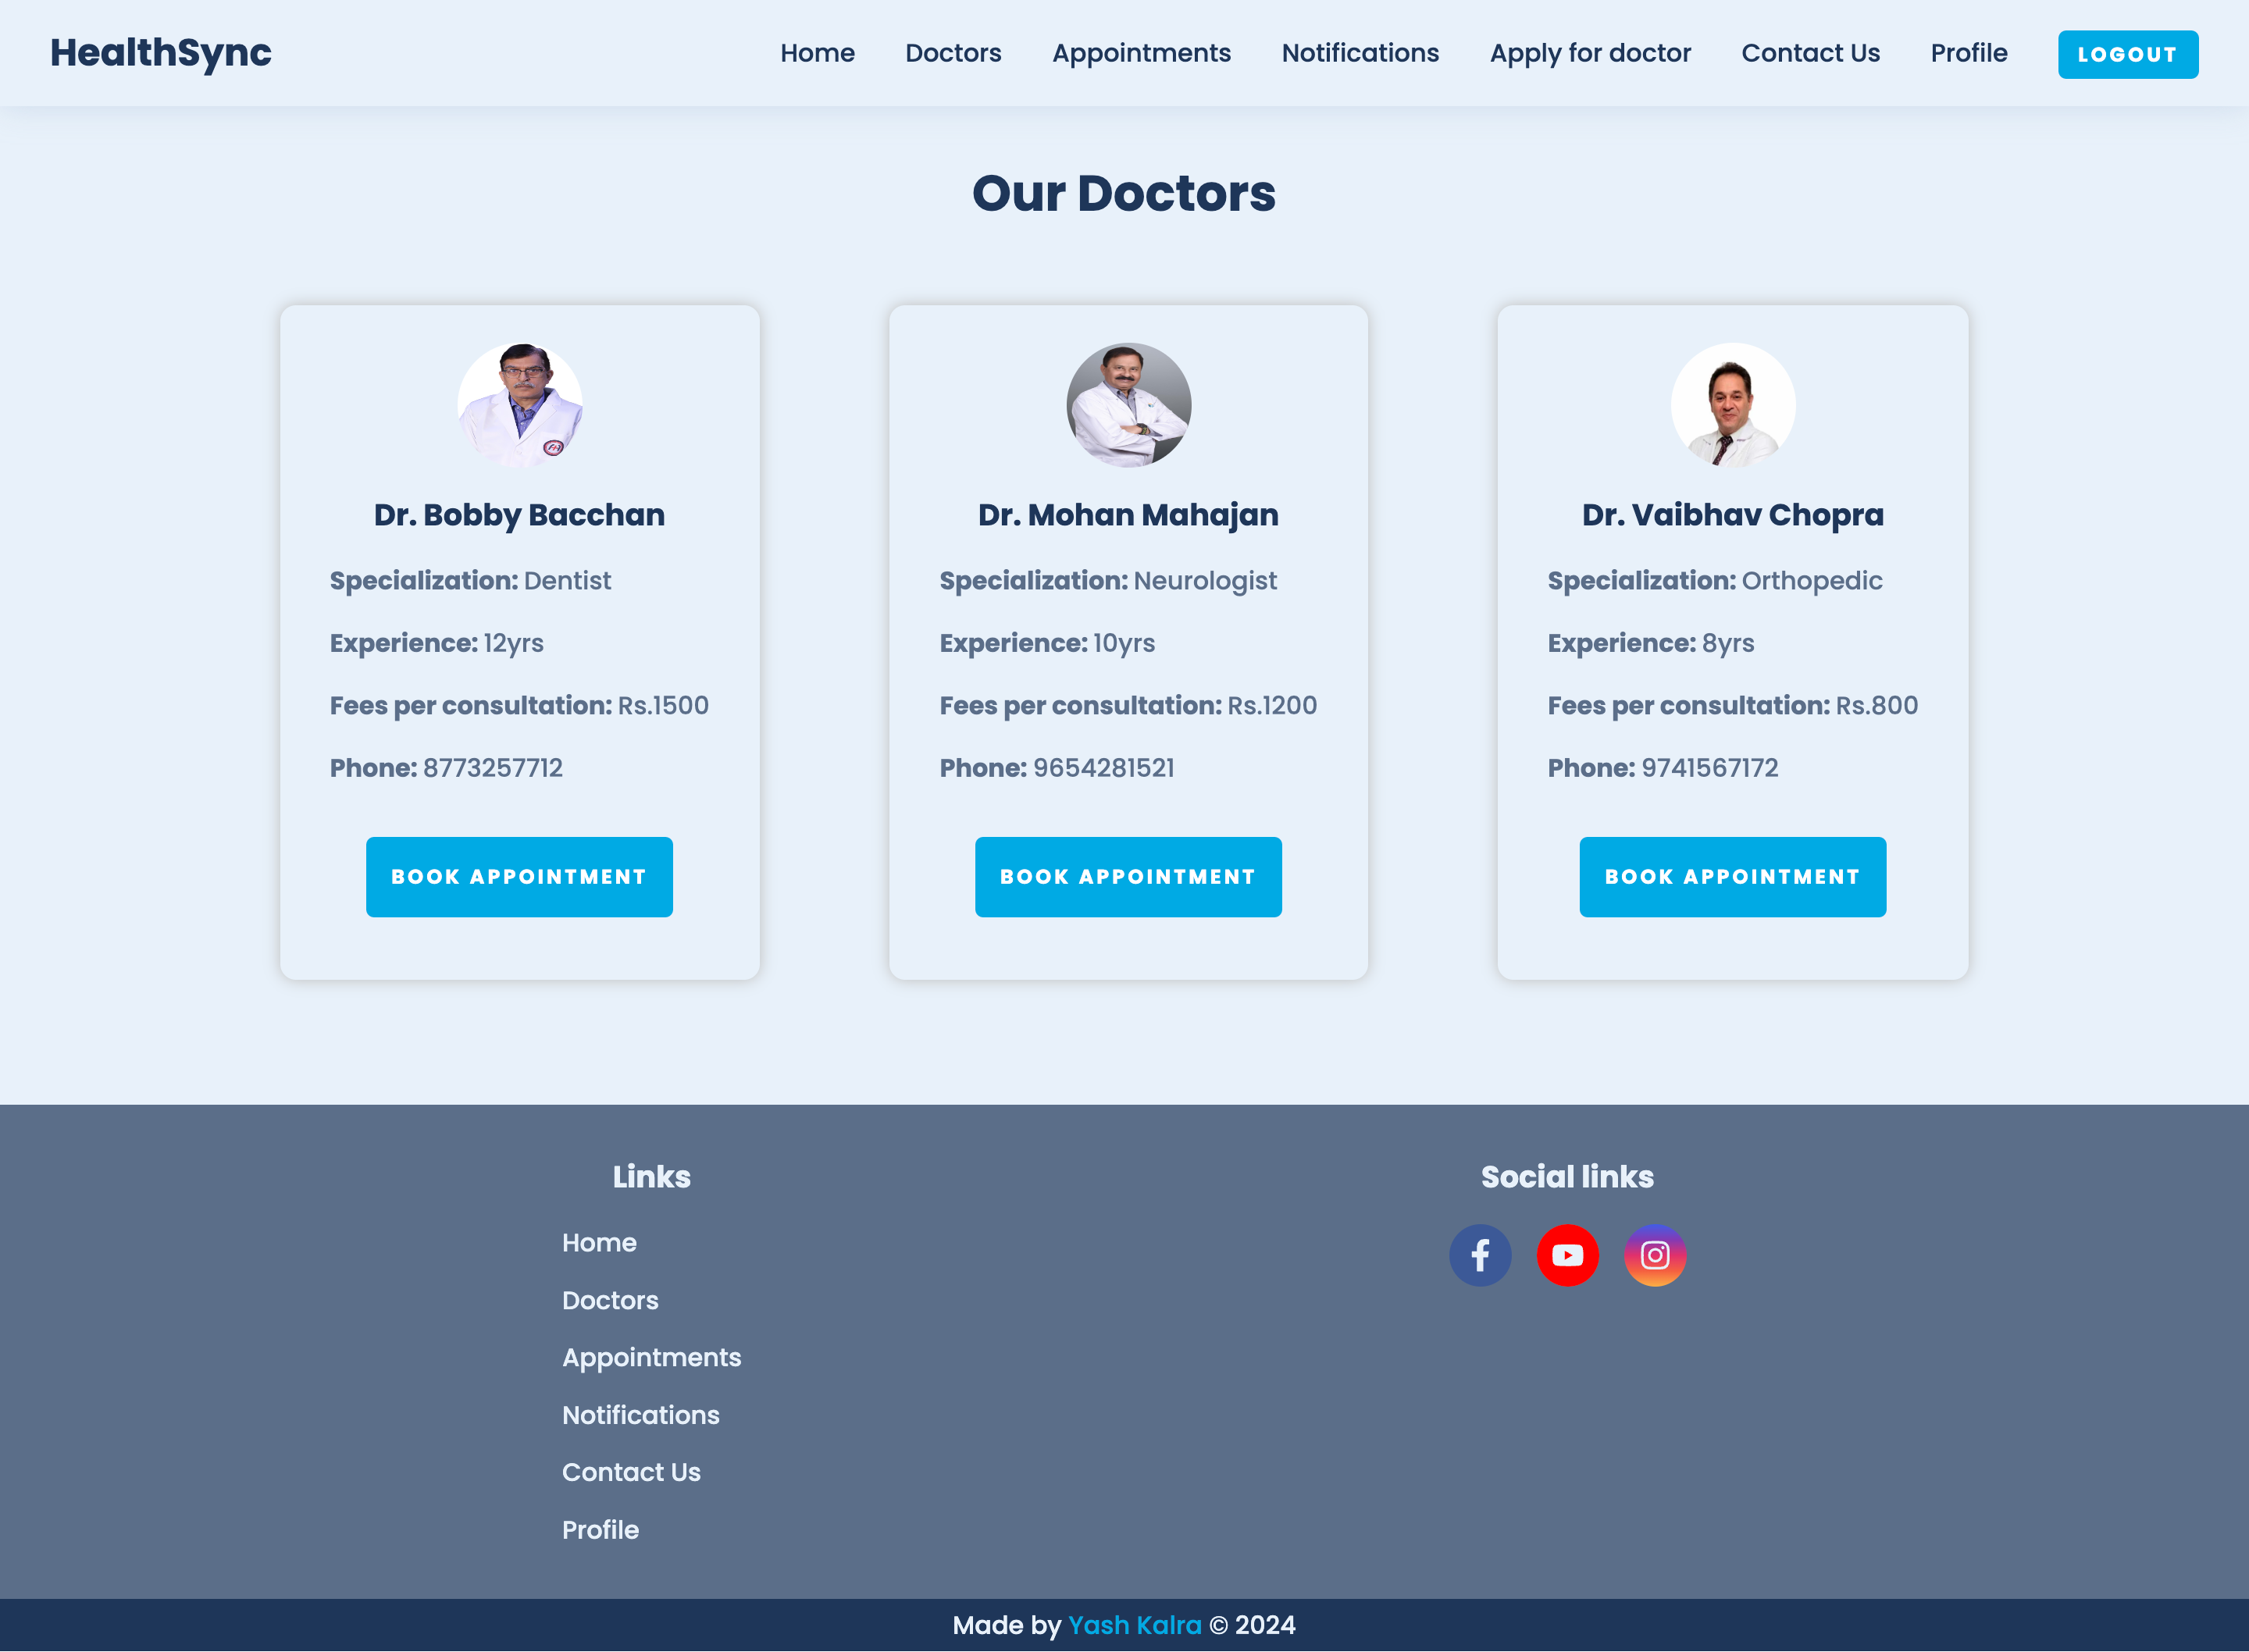 HealthSync
Home Doctors Appointments Notifications Apply for doctor Contact Us Profile LOGOUT
Our Doctors
Dr. Bobby Bacchan
Specialization: Dentist
Experience: 12yrs
Fees per consultation: Rs.1500
Phone: 8773257712
BOOK APPOINTMENT
Dr. Mohan Mahajan
Specialization: Neurologist
Experience: 10yrs
Fees per consultation: Rs.1200
Phone: 9654281521
BOOK APPOINTMENT
Dr. Vaibhav Chopra
Specialization: Orthopedic
Experience: 8yrs
Fees per consultation: Rs.800
Phone: 9741567172
BOOK APPOINTMENT
Links
Home
Doctors
Appointments
Notifications
Contact Us
Profile
Social links
Made by Yash Kalra © 2024